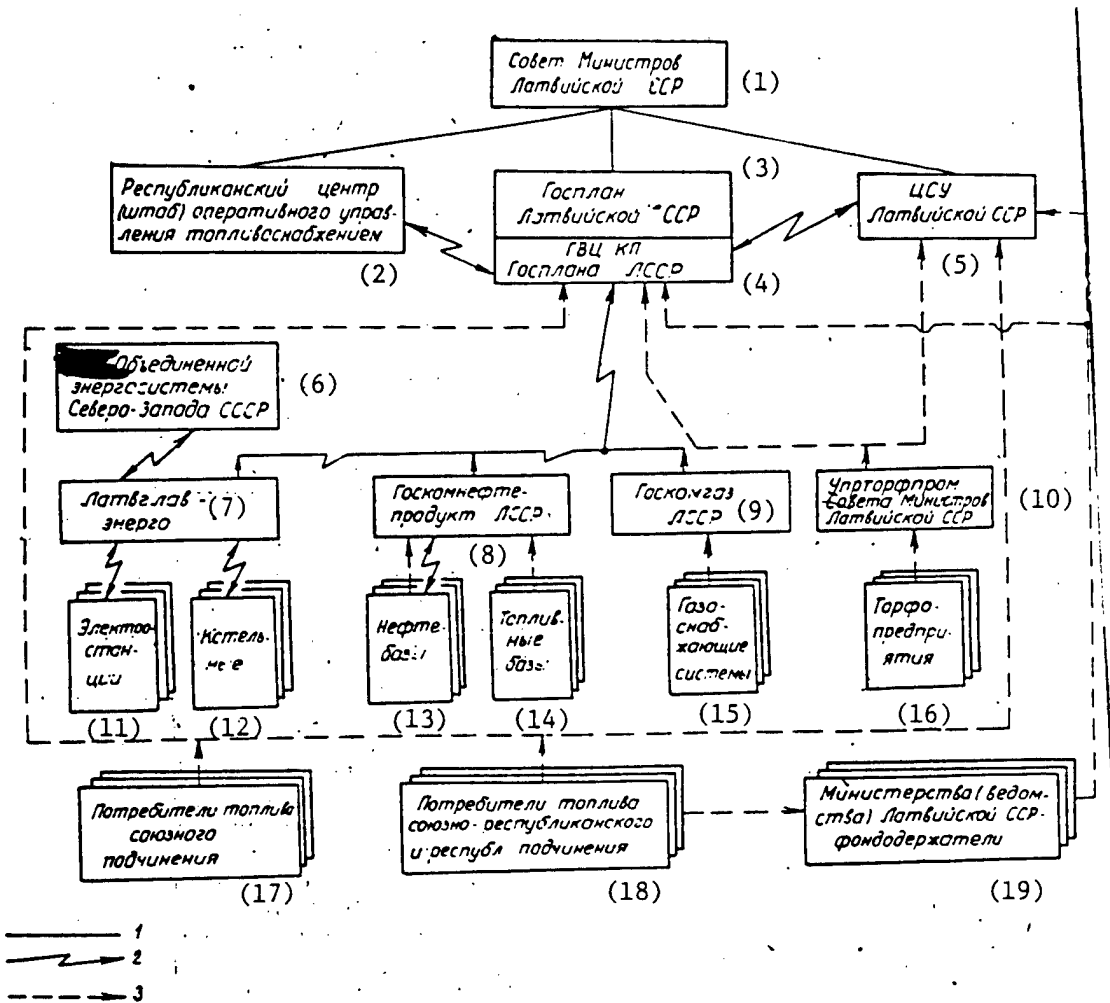 Совет Министров
Латвийской ССР
(1)
(3)
Республиканский центр
(штаб) оперативного управ-
ления топливоснабжением
(2)
Госплан
Латвийской ССР
ГВЦ КП
Госплана ЛССР
(4)
ЦСУ
Латвийской ССР
(5)
Объединенной
энергосистемы
Северо-Запада СССР
(6)
Латвглав-
энерго
(7)
Госкомнефте-
продукт ЛССР
(8)
Госкомгаз
ЛССР
(9)
Упрторфпром
Совета Министров
Латвийской ССР
(10)
Электро-
стан-
ции
(11)
Котель-
ные
(12)
Нефте-
базы
(13)
Топлив-
ные
базы
(14)
Газо-
снаб-
жающие
системы
(15)
Торфо-
предпри-
ятия
(16)
Потребители топлива
союзного
подчинения
(17)
Потребители топлива
союзно-республиканского
и республ подчинения
(18)
Министерства (ведом-
ства) Латвийской ССР-
фондодержатели
(19)
1
2
3